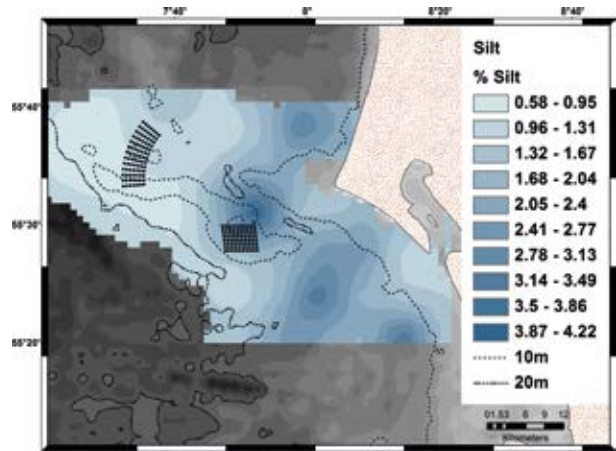 7°40' 8° 8°20' 8°40'
Silt
% Silt
55°40'
0.58 - 0.95
0.96 - 1.31
1.32 - 1.67
1.68 - 2.04
2.05 - 2.4
55°30'
2.41 - 2.77
2.78 - 3.13
3.14 - 3.49
3.5 - 3.86
3.87 - 4.22
55°20'
10m
20m
01.53 6 9 12
Kilometers